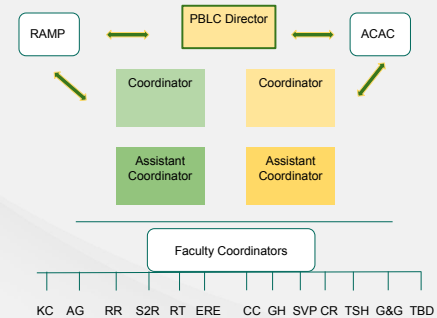 PBLC Director
RAMP
ACAC
Coordinator
Coordinator
Assistant
Coordinator
Assistant
Coordinator
Faculty Coordinators
KC AG RR S2R RT ERE CC GH SVP CR TSH G&G TBD